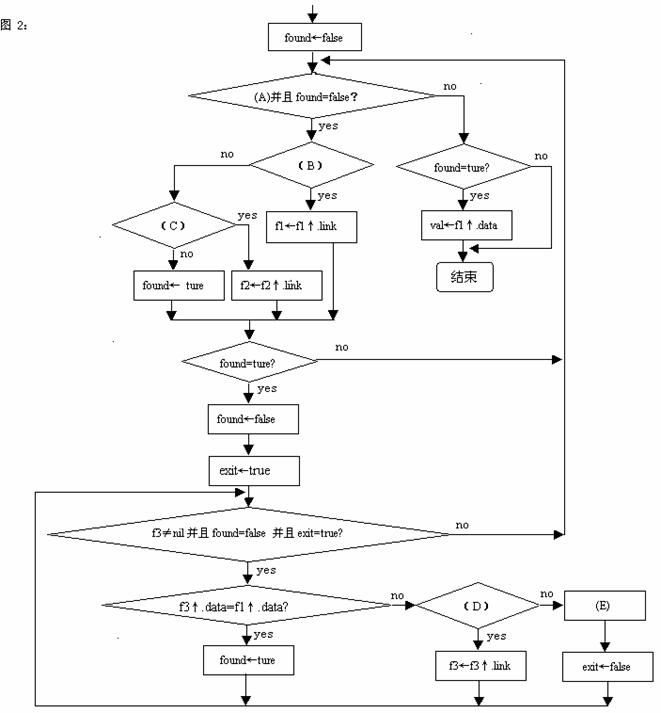 图 2:
found←false
(A)并且 found=false?
no
yes
(B)
found=ture?
no
no
yes
yes
(C)
yes
f1←f1↑.link
val←f1↑.data
no
found← ture
f2←f2↑.link
结束
found=ture?
no
yes
found←false
exit←true
f3≠nil 并且 found=false 并且 exit=true?
no
yes
f3↑.data=f1↑.data?
no
(D)
no
(E)
yes
yes
found←ture
f3←f3↑.link
exit←false